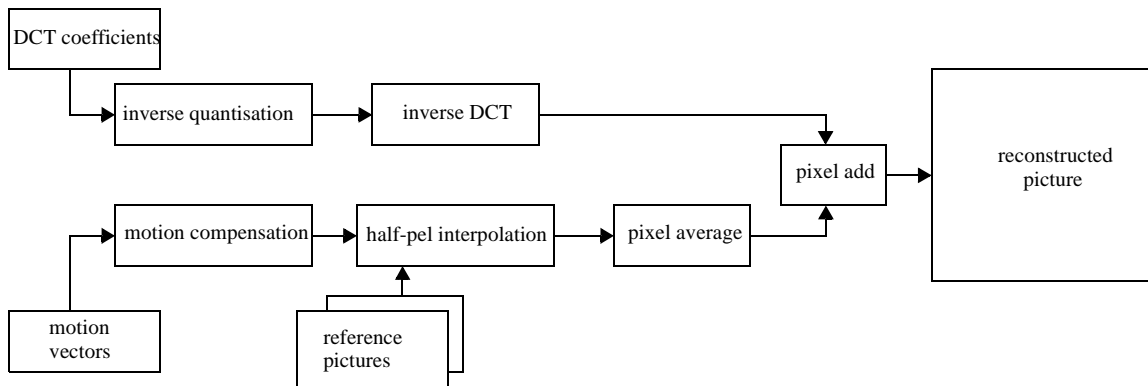 DCT coefficients
inverse quantisation
inverse DCT
pixel add
reconstructed
picture
motion compensation
half-pel interpolation
pixel average
motion
vectors
reference
pictures